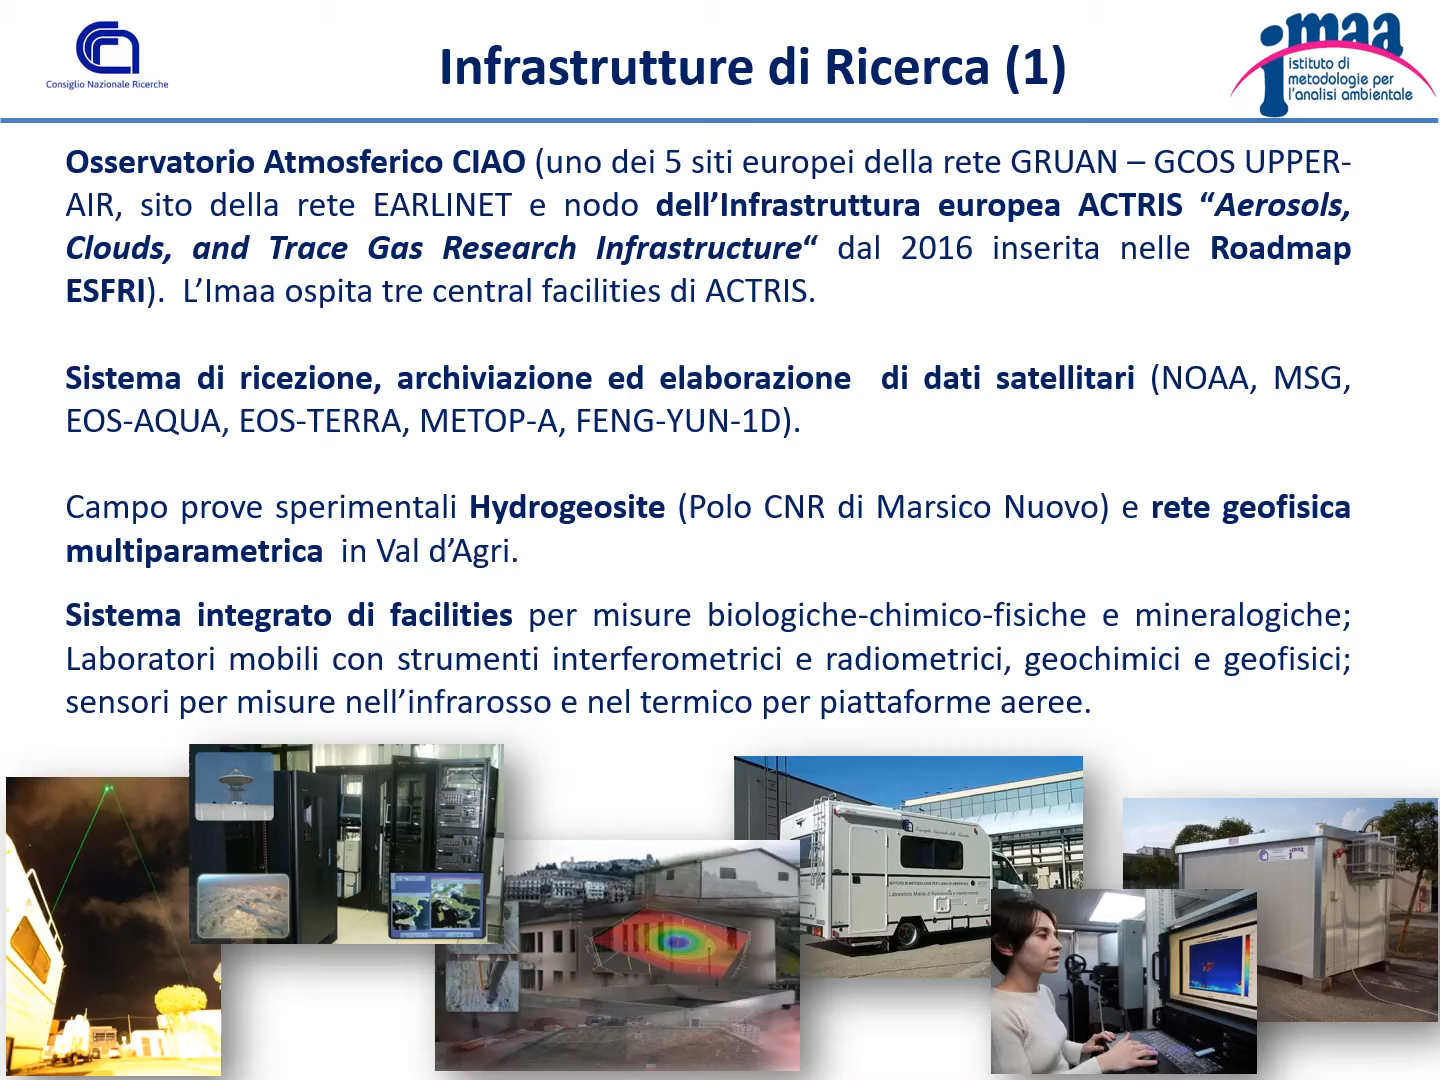 Consiglio Nazionale Ricerche
Infrastrutture di Ricerca (1)
imaa
istituto di
metodologie per
l'analisi ambientale
Osservatorio Atmosferico CIAO (uno dei 5 siti europei della rete GRUAN – GCOS UPPER-
AIR, sito della rete EARLINET e nodo dell’Infrastruttura europea ACTRIS “Aerosols,
Clouds, and Trace Gas Research Infrastructure“ dal 2016 inserita nelle Roadmap
ESFRI). L’Imaa ospita tre central facilities di ACTRIS.
Sistema di ricezione, archiviazione ed elaborazione di dati satellitari (NOAA, MSG,
EOS-AQUA, EOS-TERRA, METOP-A, FENG-YUN-1D).
Campo prove sperimentali Hydrogeosite (Polo CNR di Marsico Nuovo) e rete geofisica
multiparametrica in Val d’Agri.
Sistema integrato di facilities per misure biologiche-chimico-fisiche e mineralogiche;
Laboratori mobili con strumenti interferometrici e radiometrici, geochimici e geofisici;
sensori per misure nell’infrarosso e nel termico per piattaforme aeree.